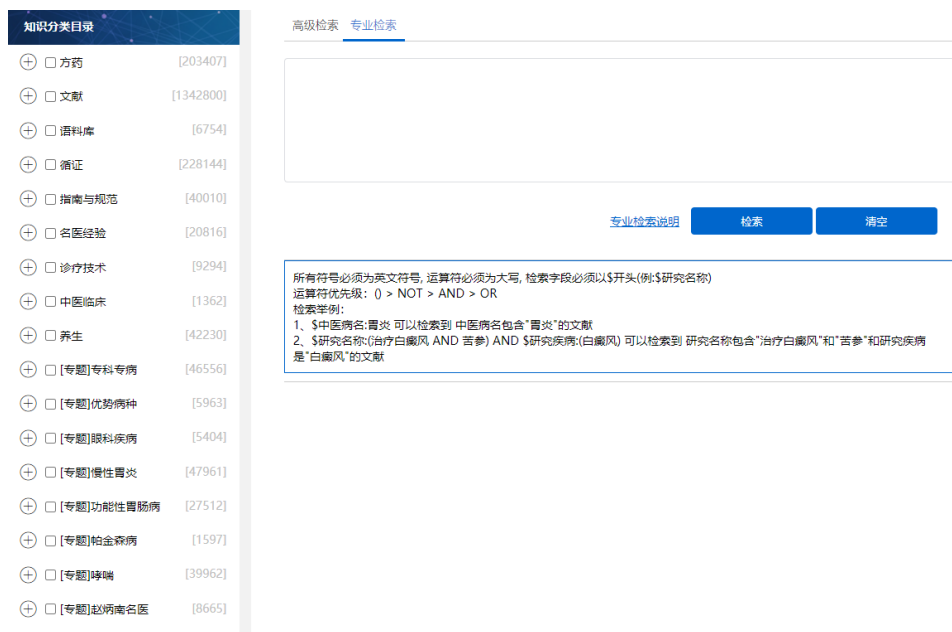 知识分类目录
方药 [203407]
文献 [1342800]
语料库 [6754]
循证 [228144]
指南与规范 [40010]
名医经验 [20816]
诊疗技术 [9294]
中医临床 [1362]
养生 [42230]
[专题]专科专病 [46556]
[专题]优势病种 [5963]
[专题]眼科疾病 [5404]
[专题]慢性胃炎 [47961]
[专题]功能性胃肠病 [27512]
[专题]帕金森病 [1597]
[专题]哮喘 [39962]
[专题]赵炳南名医 [8665]
高级检索 专业检索
专业检索说明 检索 清空
所有符号必须为英文符号, 运算符必须为大写, 检索字段必须以$开头(例:$研究名称)
运算符优先级：() > NOT > AND > OR
检索举例：
1、$中医病名:胃炎 可以检索到 中医病名包含"胃炎"的文献
2、$研究名称:(治疗白癜风 AND 苦参) AND $研究疾病:(白癜风) 可以检索到 研究名称包含"治疗白癜风"和"苦参"和研究疾病
是"白癜风"的文献